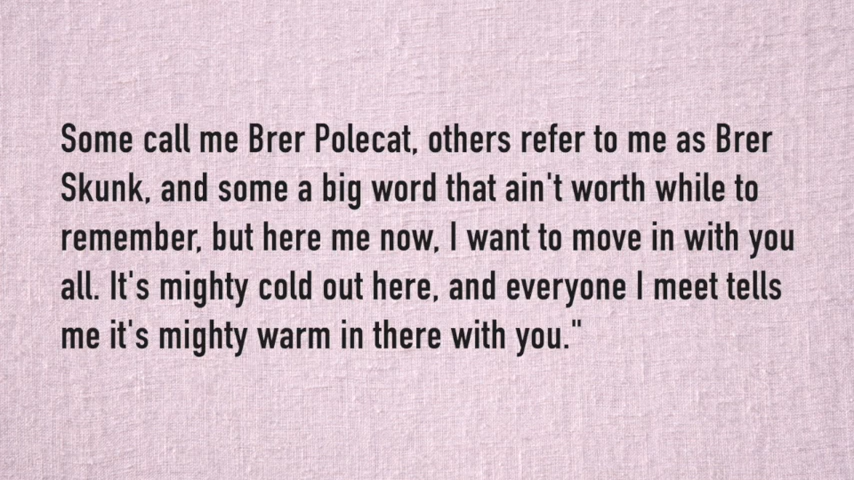 Some call me Brer Polecat, others refer to me as Brer
Skunk, and some a big word that ain't worth while to
remember, but here me now, I want to move in with you
all. It's mighty cold out here, and everyone I meet tells
me it's mighty warm in there with you."